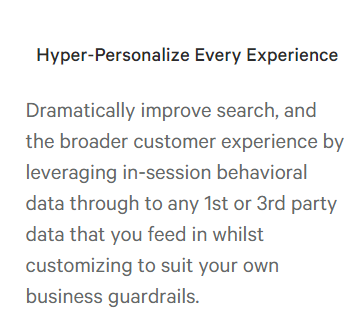 Hyper-Personalize Every Experience
Dramatically improve search, and
the broader customer experience by
leveraging in-session behavioral
data through to any 1st or 3rd party
data that you feed in whilst
customizing to suit your own
business guardrails.